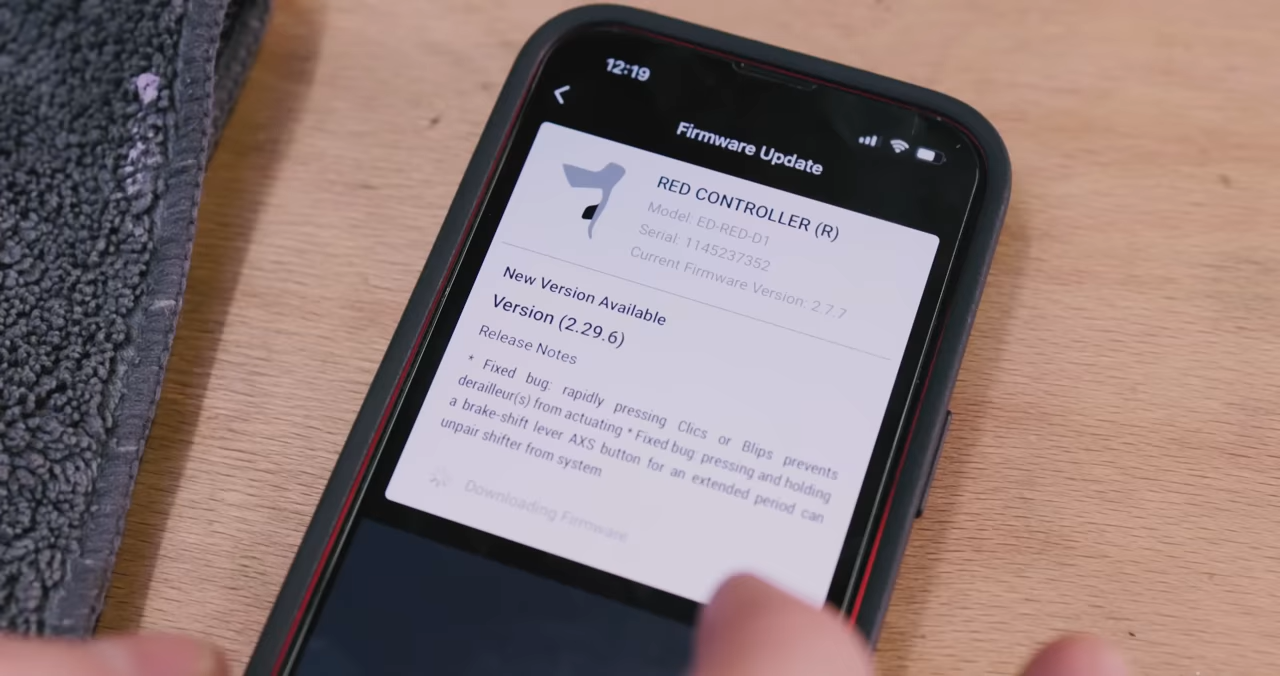 12:19
Firmware Update
RED CONTROLLER (R)
Model: ED-RED-D1
Serial: 1145237352
Current Firmware Version: 2.7.7
New Version Available
Version (2.29.6)
Release Notes
* Fixed bug: rapidly pressing Clics or Blips prevents
derailleur(s) from actuating * Fixed bug: pressing and holding
a brake-shift lever AXS button for an extended period can
unpair shifter from system
Downloading Firmware